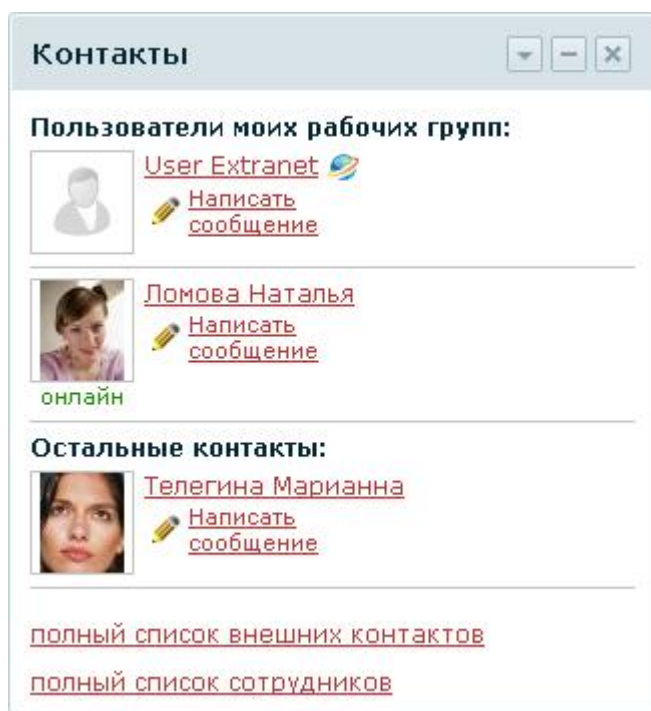 Контакты
Пользователи моих рабочих групп:
User Extranet
Написать
сообщение
Ломова Наталья
Написать
сообщение
онлайн
Остальные контакты:
Телегина Марианна
Написать
сообщение
полный список внешних контактов
полный список сотрудников